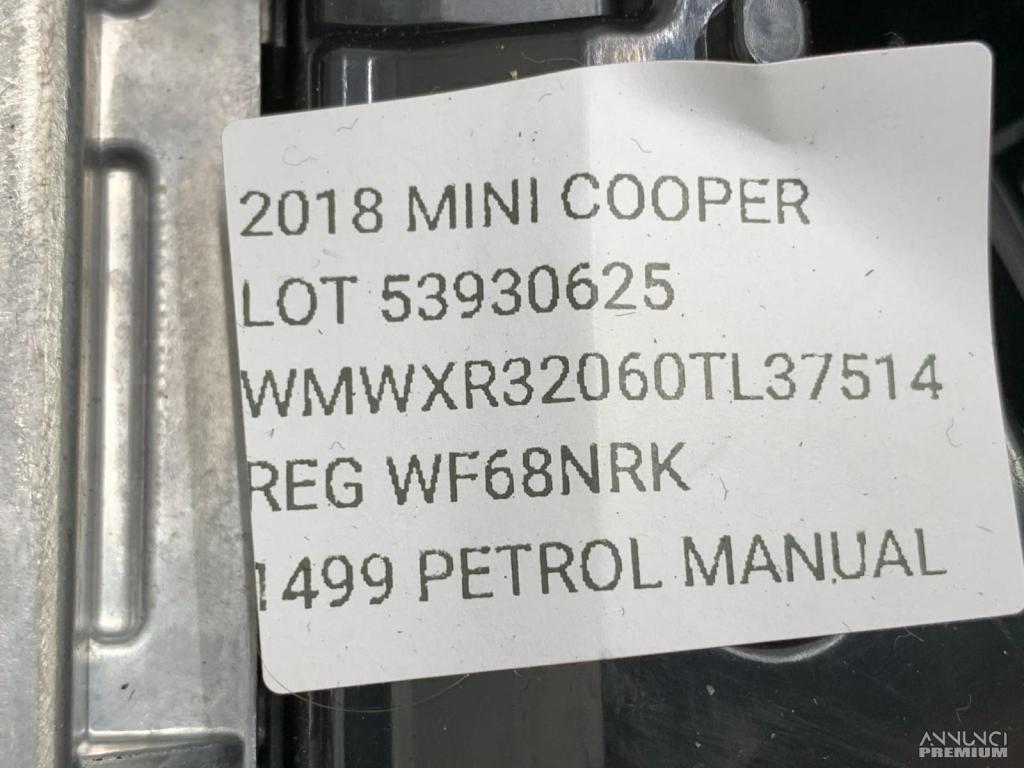 2018 MINI COOPER
LOT 53930625
WMWXR32060TL37514
REG WF68NRK
1499 PETROL MANUAL
ANNUNCI
PREMIUM